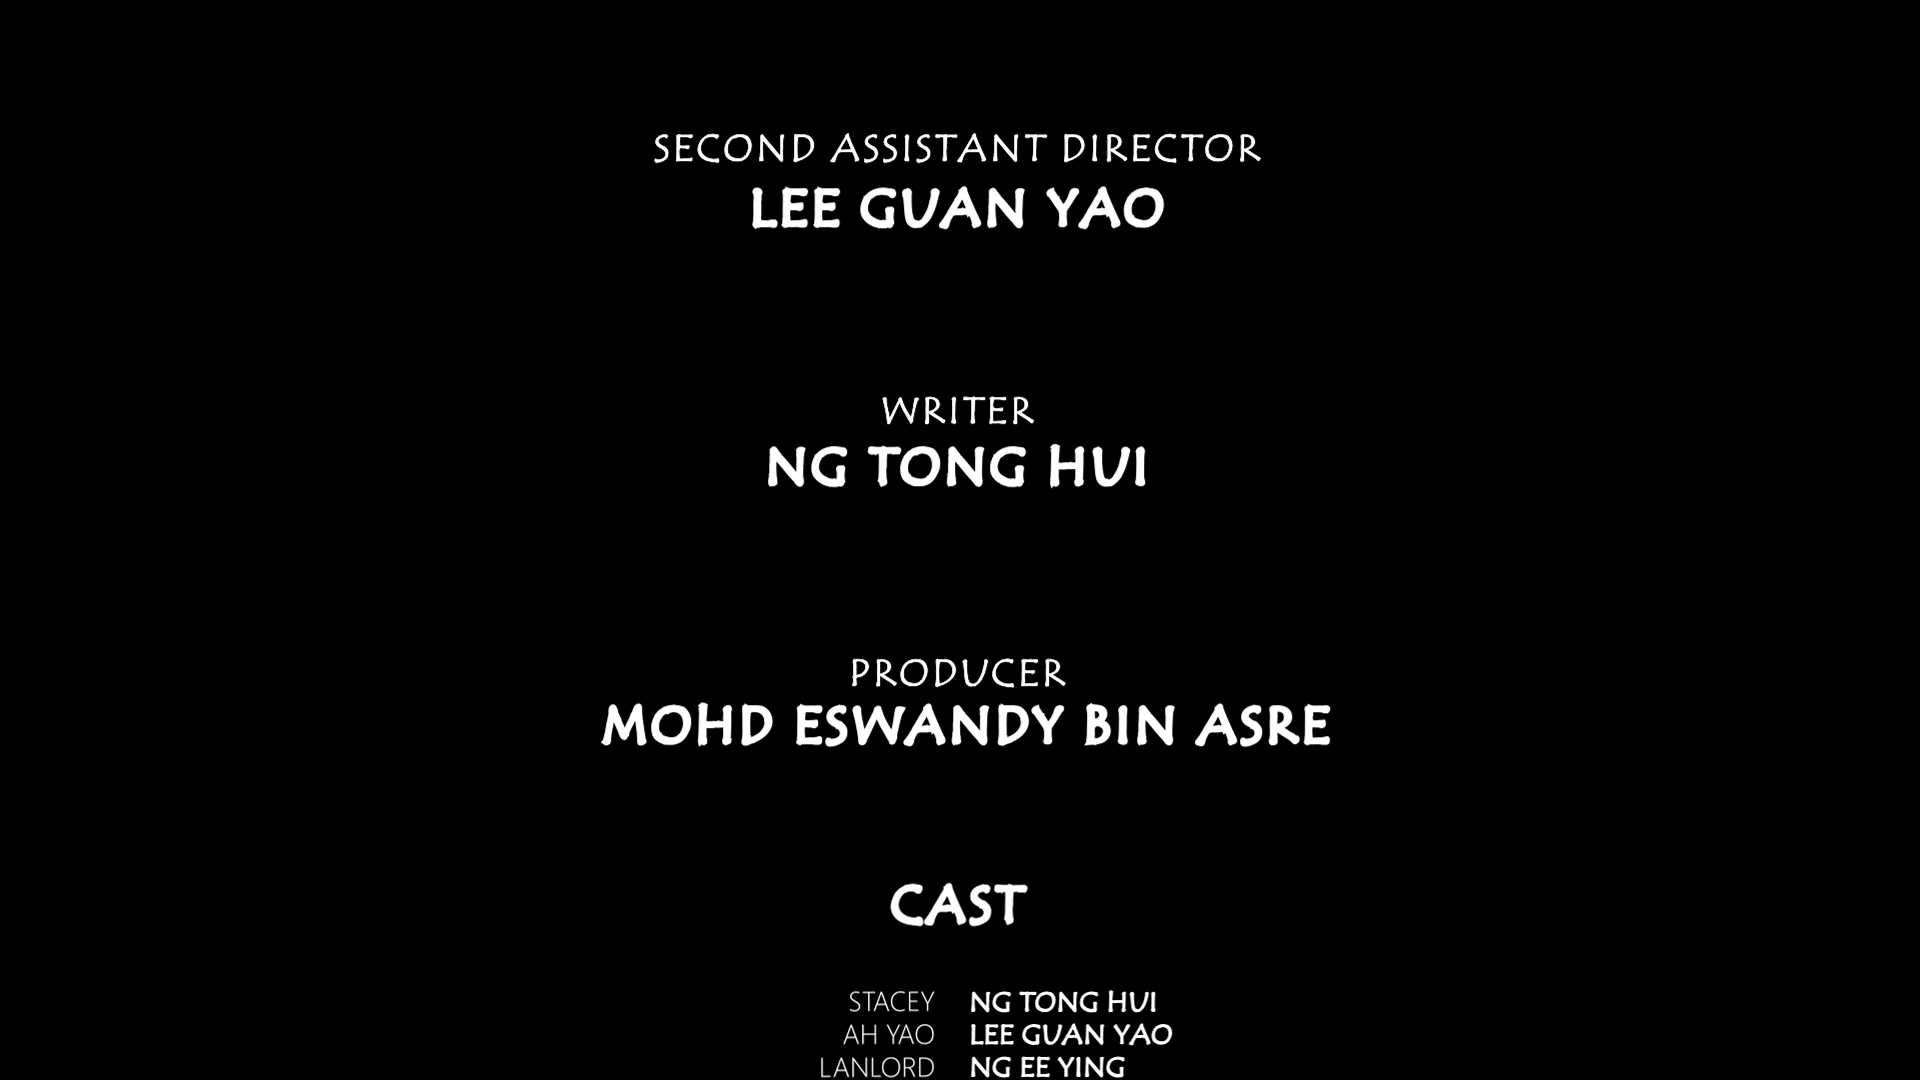 SECOND ASSISTANT DIRECTOR
LEE GUAN YAO
WRITER
NG TONG HUI
PRODUCER
MOHD ESWANDY BIN ASRE
CAST
STACEY NG TONG HUI
AH YAO LEE GUAN YAO
LANLORD NG EE YING